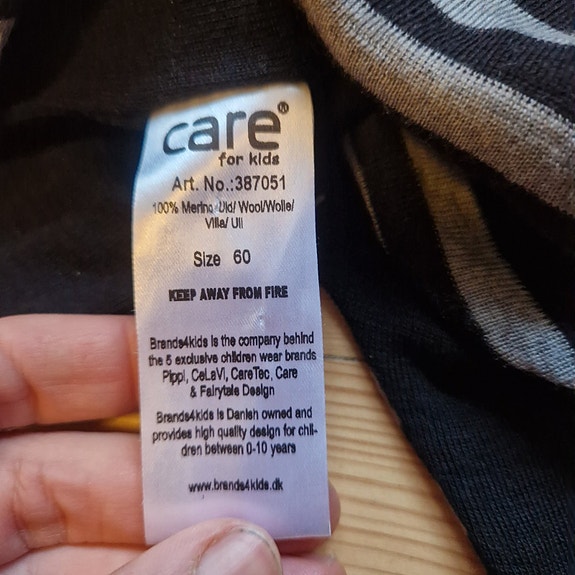 care®
for kids
Art. No.:387051
100% Merino Uld/ Wool/Wolle/
Villa/ Ull
Size 60
KEEP AWAY FROM FIRE
Brands4kids is the company behind
the 5 exclusive children wear brands
Pippi, CeLaVi, CareTec, Care
& Fairytale Design
Brands4kids is Danish owned and
provides high quality design for chil-
dren between 0-10 years
www.brands4kids.dk